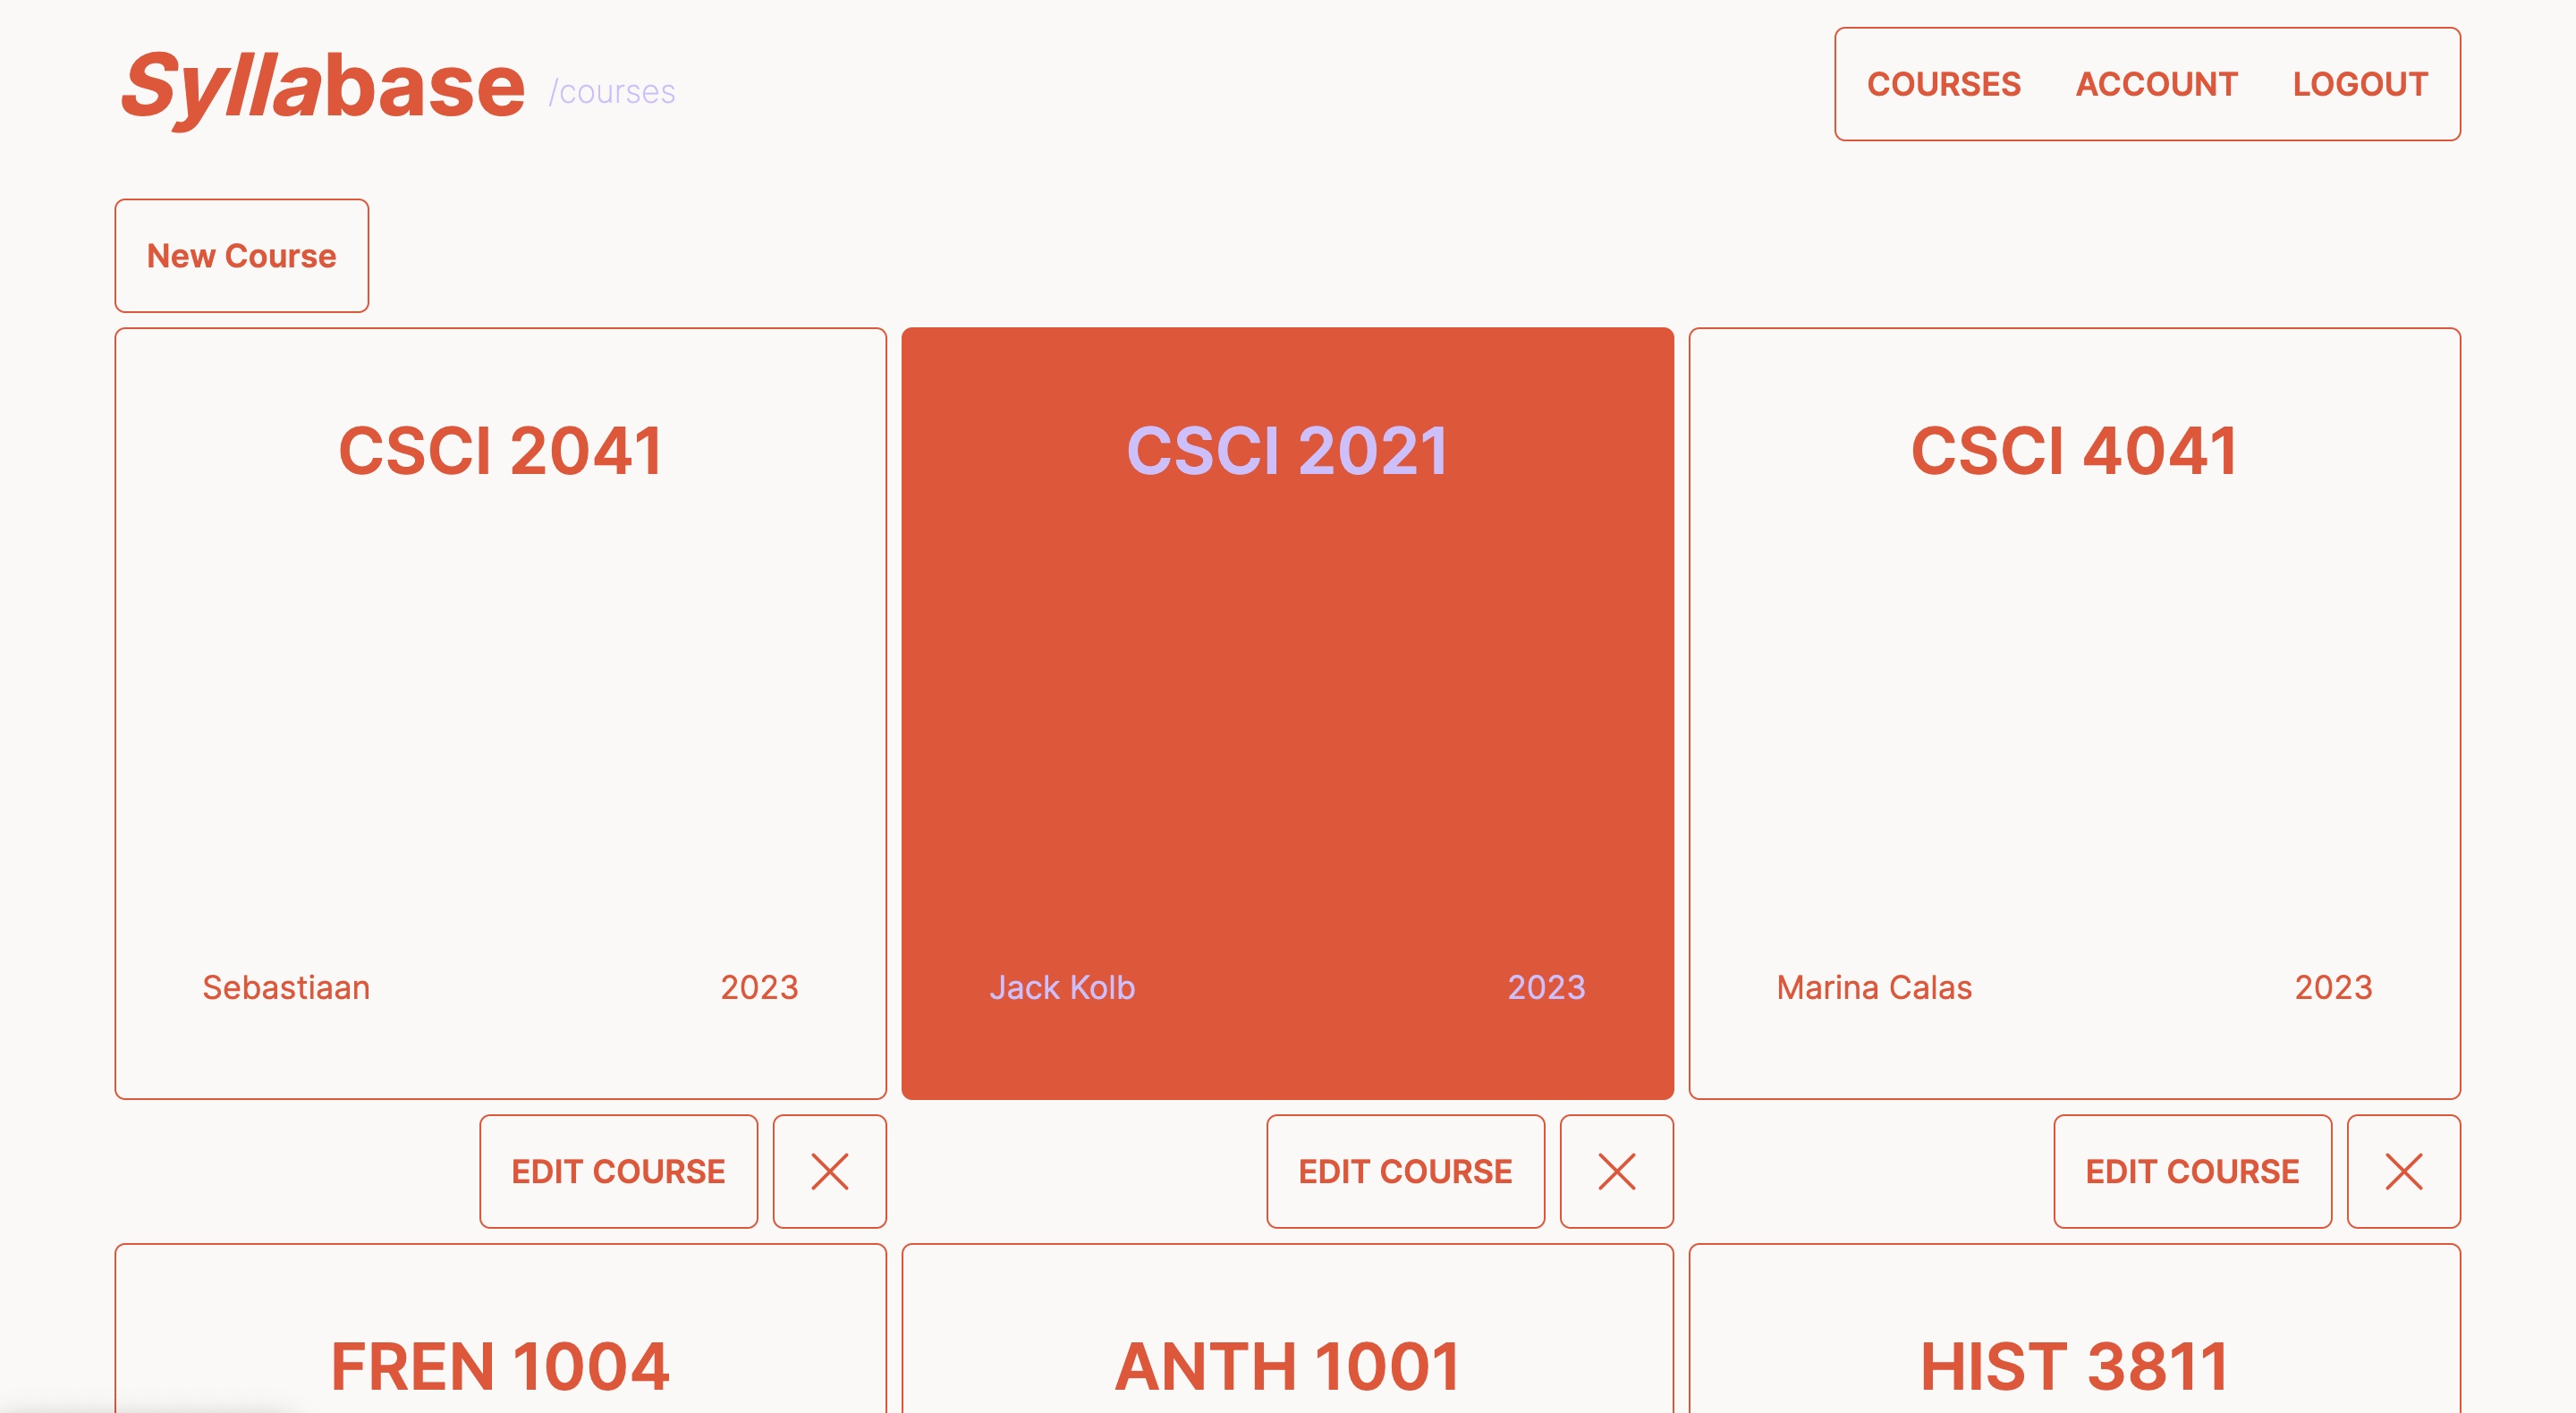 Syllabase /courses
COURSES ACCOUNT LOGOUT
New Course
CSCI 2041
Sebastiaan 2023
CSCI 2021
Jack Kolb 2023
CSCI 4041
Marina Calas 2023
EDIT COURSE
EDIT COURSE
EDIT COURSE
FREN 1004
ANTH 1001
HIST 3811